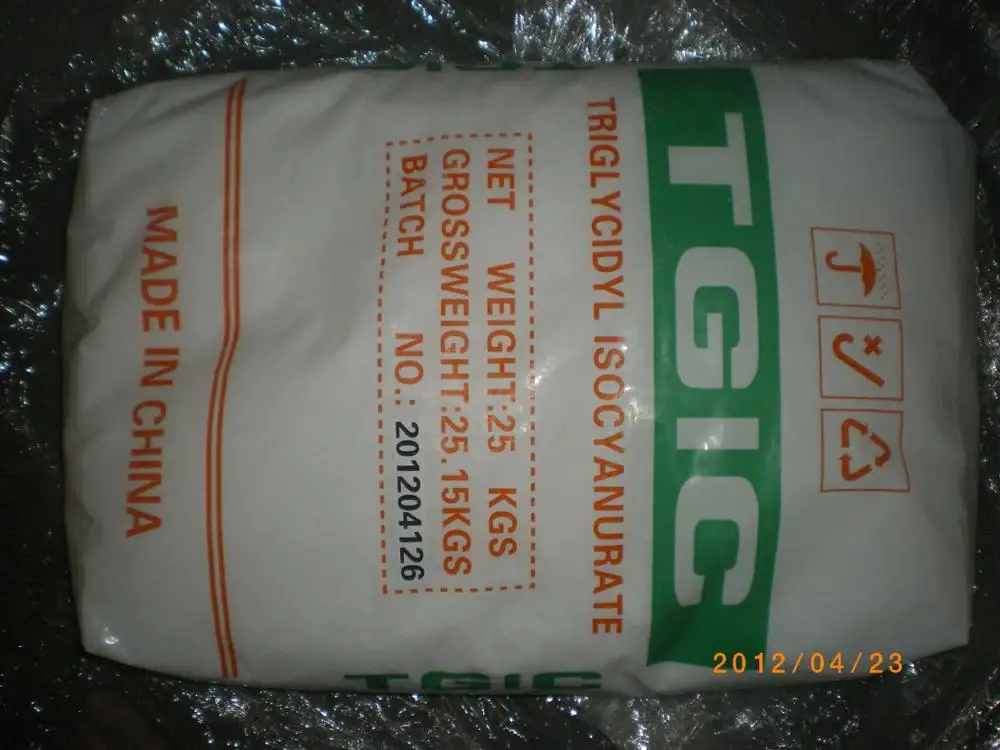 TGIC
TRIGLYCIDYL ISOCYANURATE
NET WEIGHT:25 KGS
GROSSWEIGHT:25.15KGS
BATCH NO.: 201204126
MADE IN CHINA
TGIC
2012/04/23